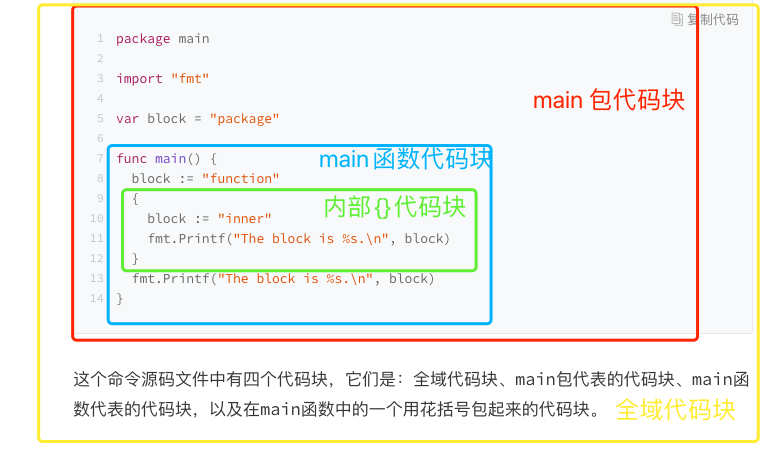 复制代码
1 package main
2
3 import "fmt"
4
main 包代码块
5 var block = "package"
6
7 func main() { main函数代码块
8 block := "function"
9 { 内部{}代码块
10 block := "inner"
11 fmt.Printf("The block is %s.\n", block)
12 }
13 fmt.Printf("The block is %s.\n", block)
14 }
这个命令源码文件中有四个代码块，它们是：全域代码块、main包代表的代码块、main函
数代表的代码块，以及在main函数中的一个用花括号包起来的代码块。 全域代码块